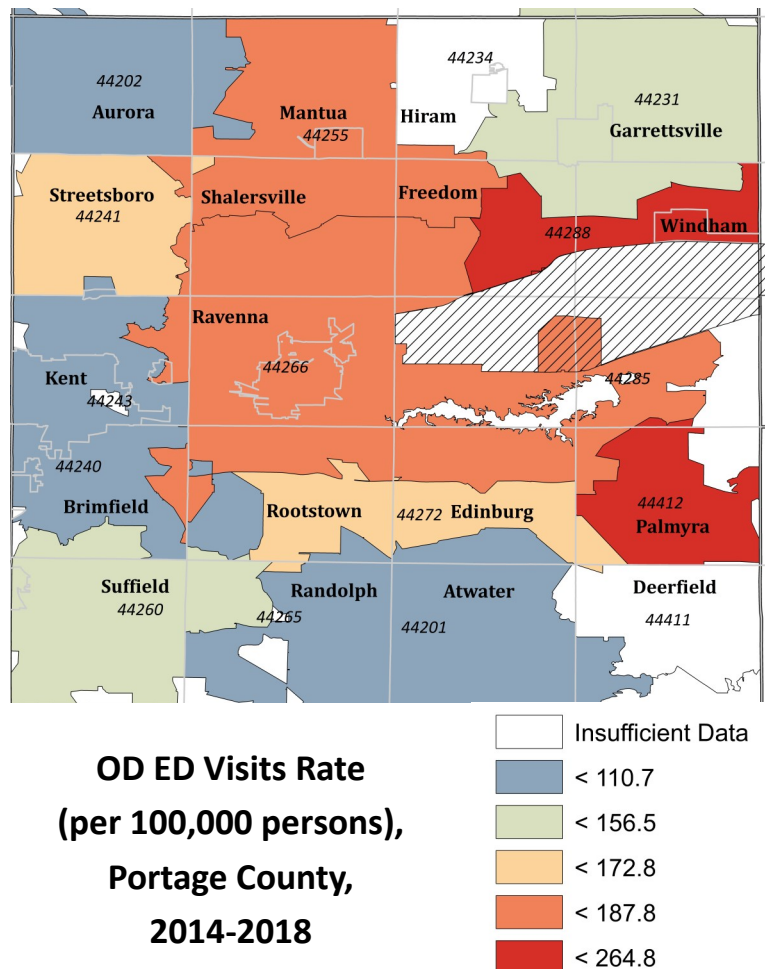 44202
Aurora
Mantua
44255
44234
Hiram
44231
Garrettsville
Streetsboro
44241
Shalersville
Freedom
44288
Windham
Ravenna
44266
44285
Kent
44243
44240
Brimfield
Rootstown
44272
Edinburg
44412
Palmyra
Suffield
44260
44265
Randolph
Atwater
44201
Deerfield
44411
OD ED Visits Rate
(per 100,000 persons),
Portage County,
2014-2018
Insufficient Data
< 110.7
< 156.5
< 172.8
< 187.8
< 264.8